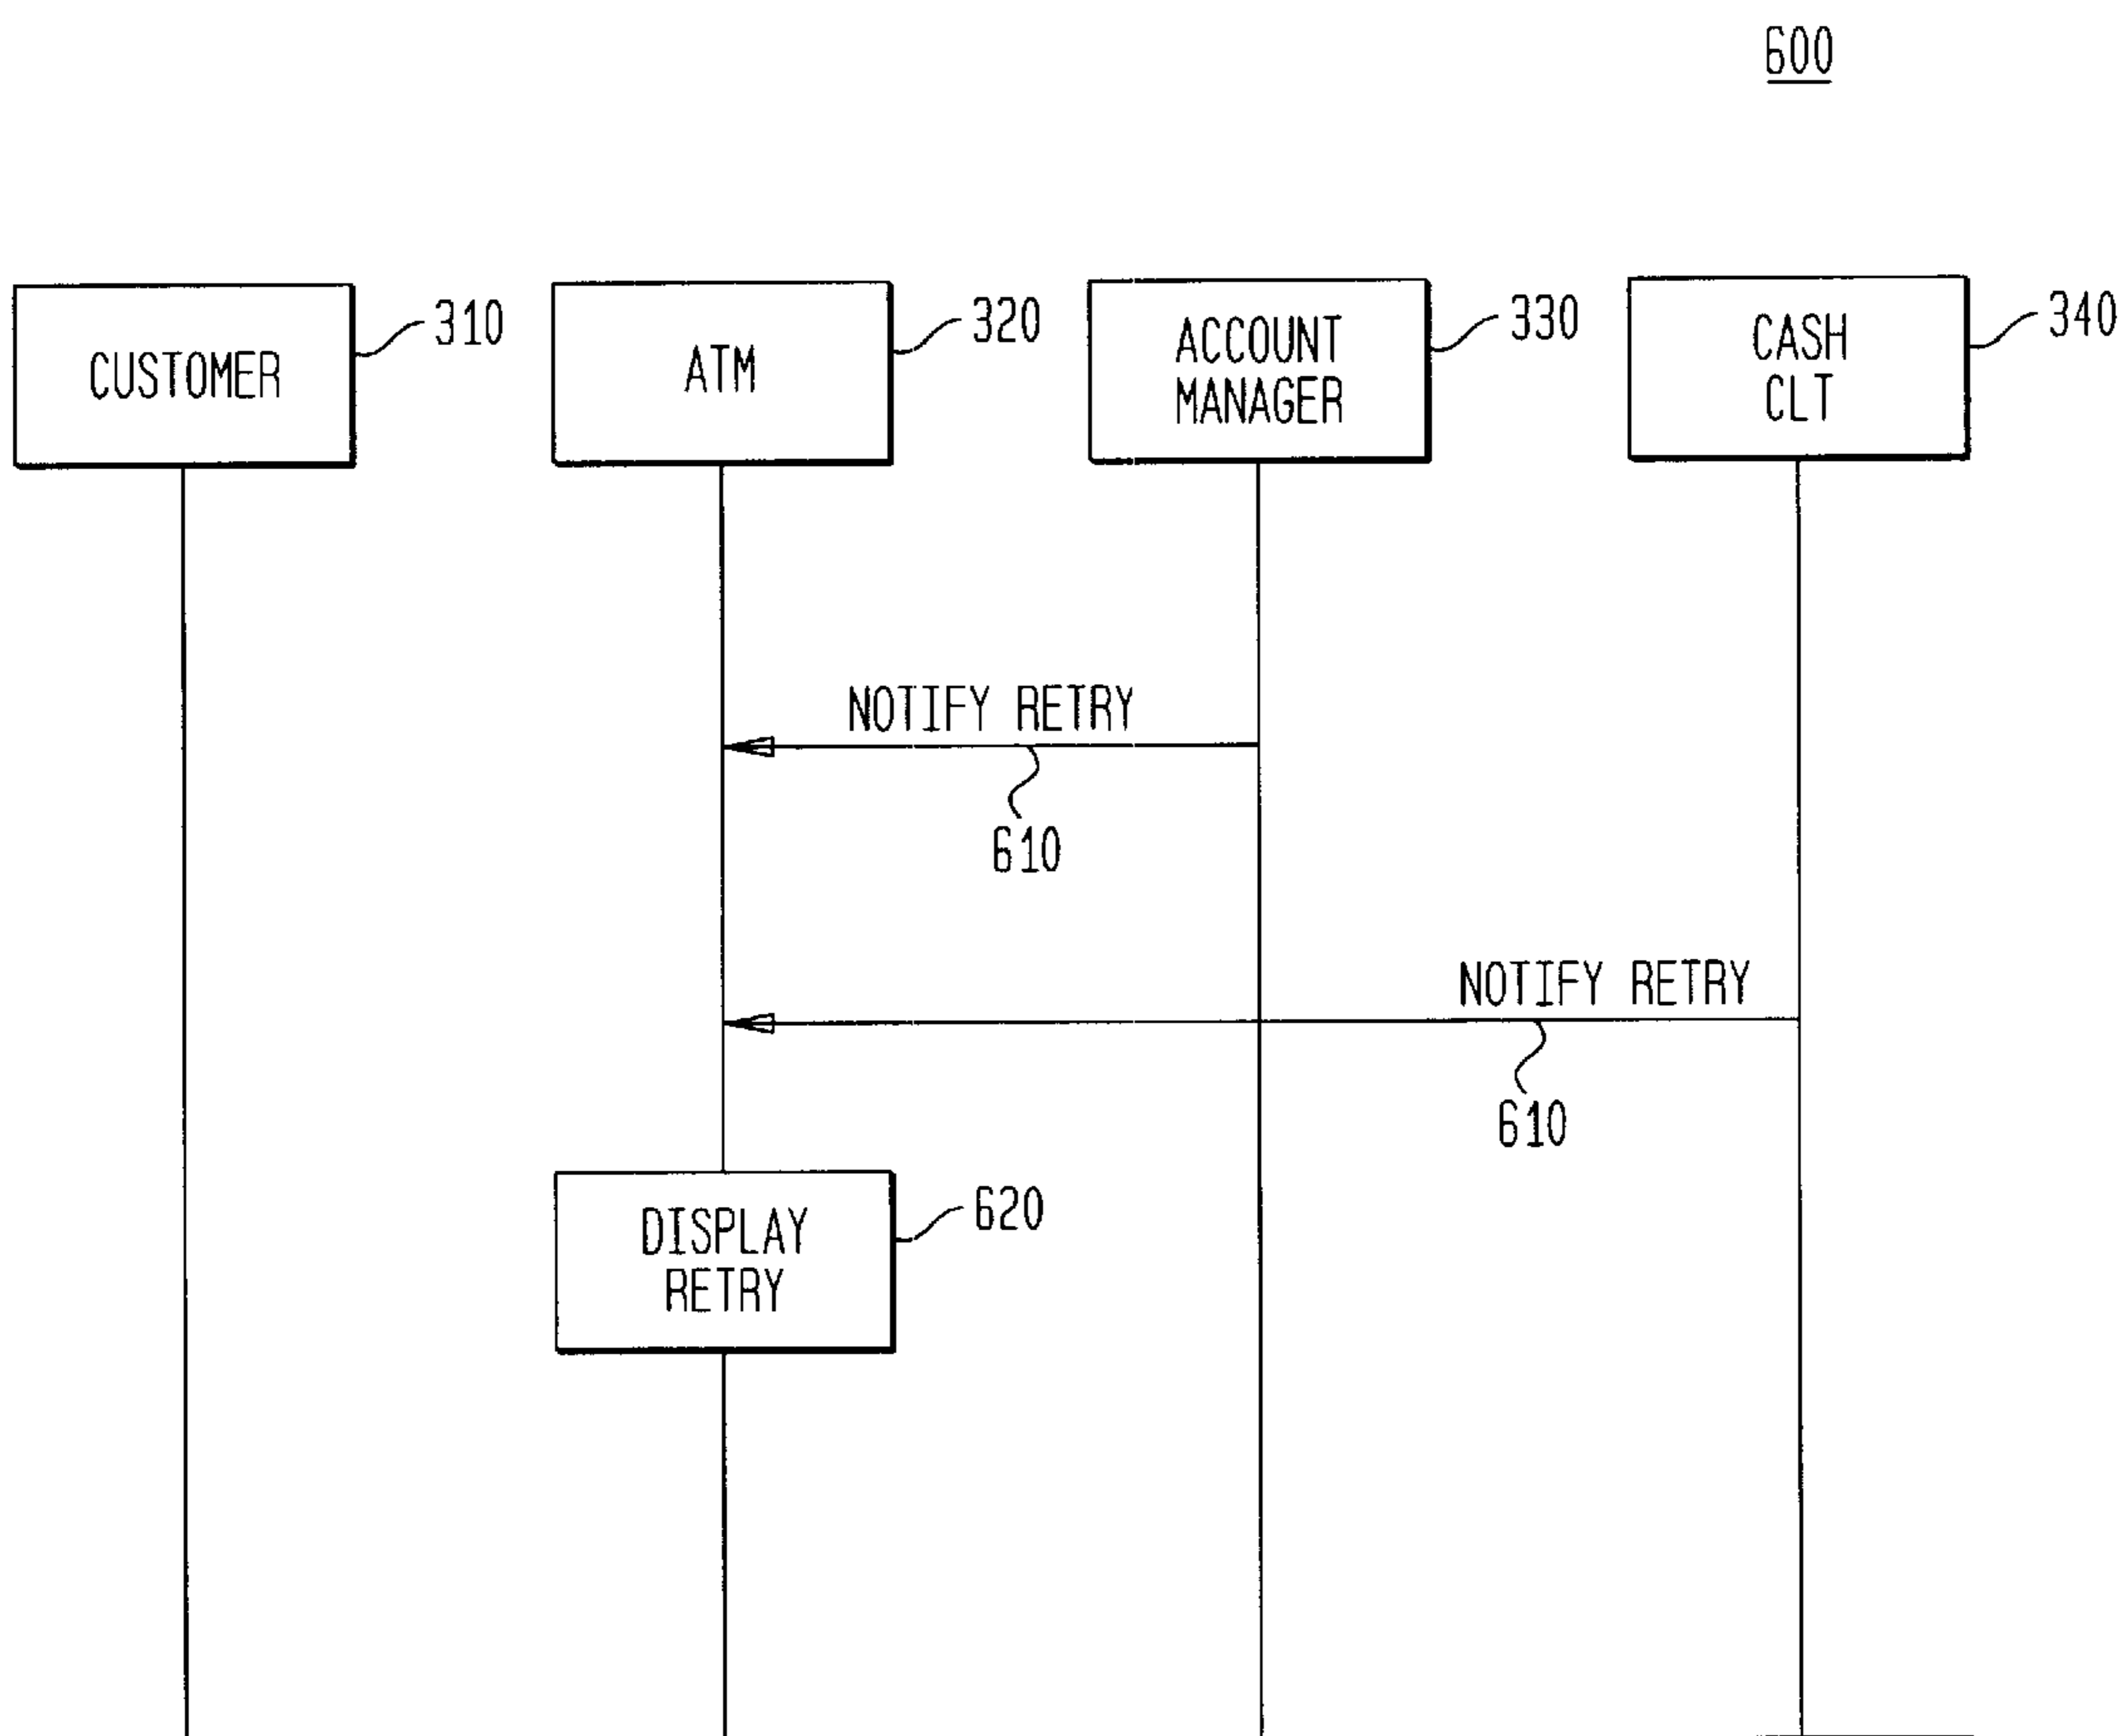 600
CUSTOMER
310
ATM
320
ACCOUNT
MANAGER
330
CASH
CLT
340
NOTIFY RETRY
610
NOTIFY RETRY
610
DISPLAY
RETRY
620